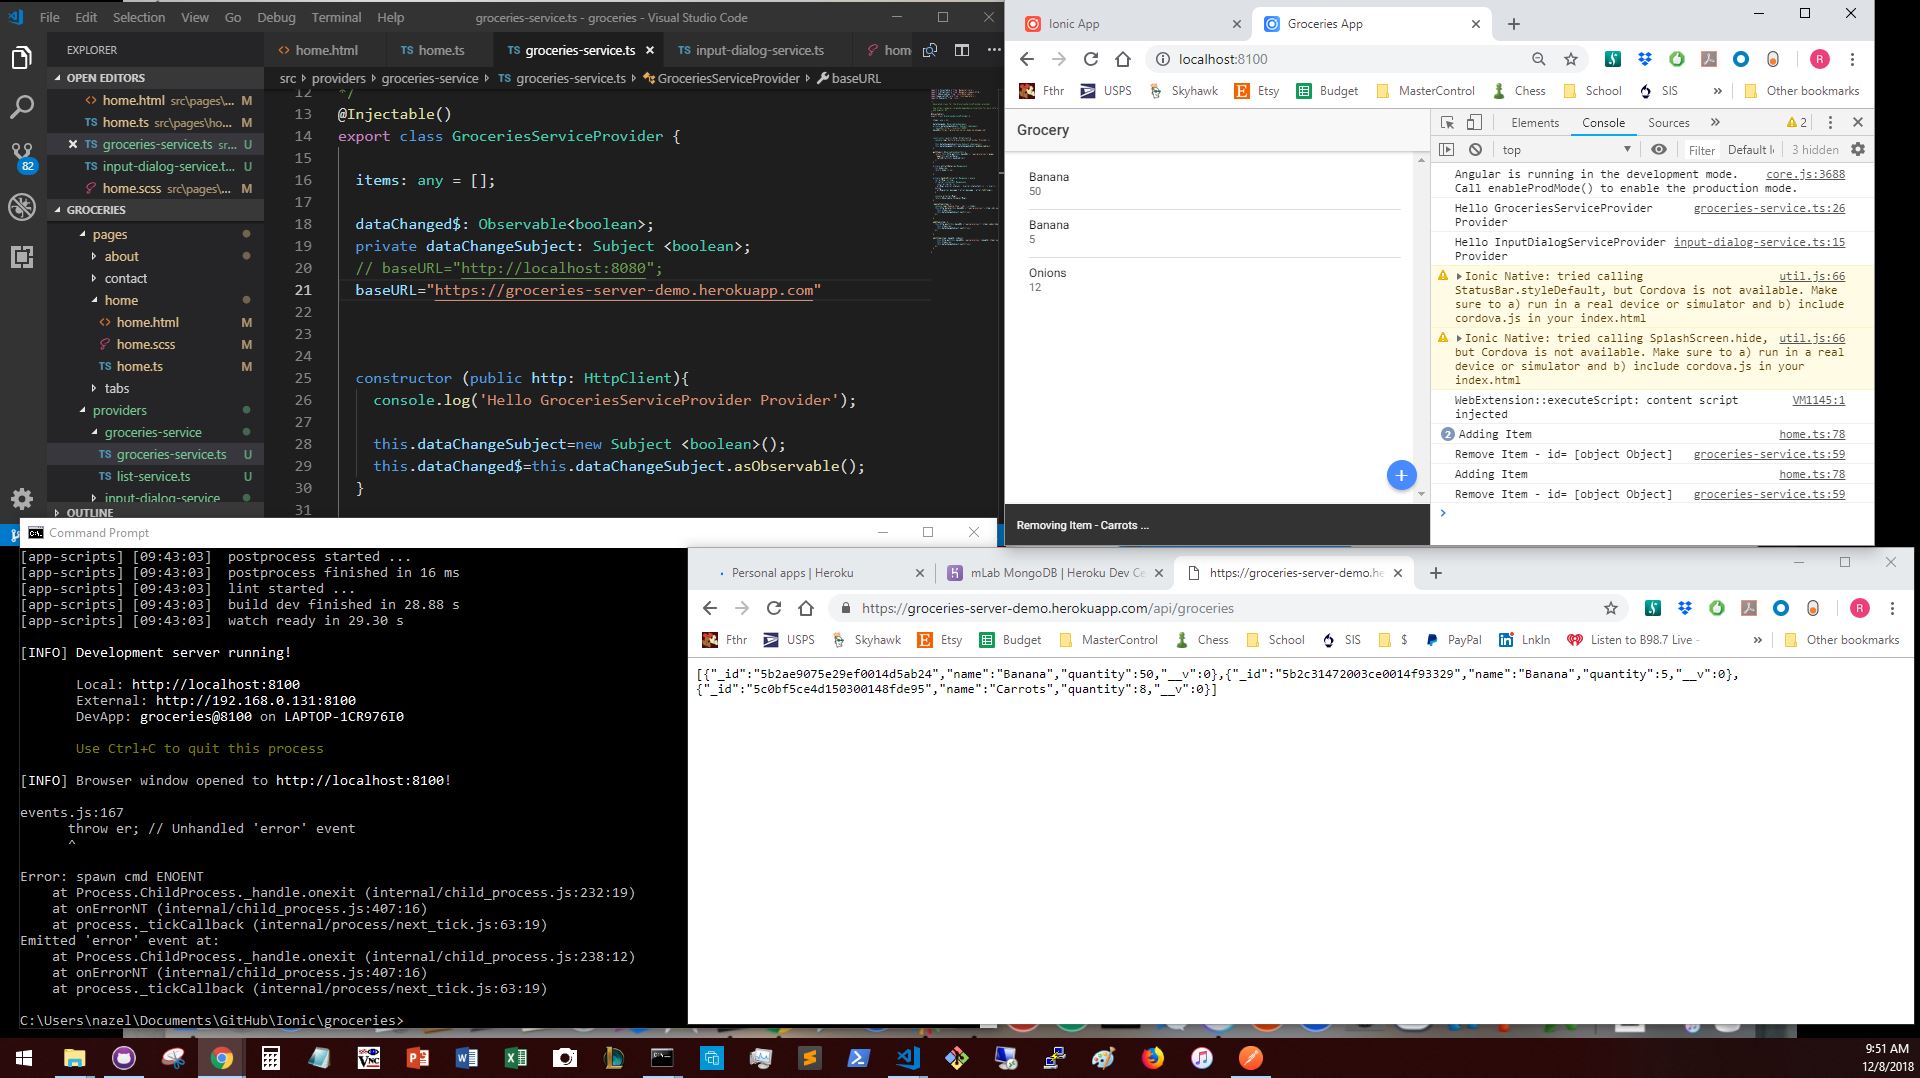 File Edit Selection View Go Debug Terminal Help
groceries-service.ts - groceries - Visual Studio Code
EXPLORER
OPEN EDITORS
home.html src\pages\... M
home.ts src\pages\ho... M
groceries-service.ts sr... U
input-dialog-service.t... U
home.scss src\pages\... M
82
GROCERIES
pages
about
contact
home
home.html M
home.scss M
home.ts M
tabs
providers
groceries-service
groceries-service.ts U
list-service.ts U
input-dialog-service
OUTLINE
home.html
TS home.ts
TS groceries-service.ts
TS input-dialog-service.ts
hom
src › providers › groceries-service › TS groceries-service.ts › GroceriesServiceProvider › baseURL
12 */
13 @Injectable()
14 export class GroceriesServiceProvider {
15
16 items: any = [];
17
18 dataChanged$: Observable<boolean>;
19 private dataChangeSubject: Subject <boolean>;
20 // baseURL="http://localhost:8080";
21 baseURL="https://groceries-server-demo.herokuapp.com"
22
23
24
25 constructor (public http: HttpClient){
26 console.log('Hello GroceriesServiceProvider Provider');
27
28 this.dataChangeSubject=new Subject <boolean>();
29 this.dataChanged$=this.dataChangeSubject.asObservable();
30 }
31
Ionic App
Groceries App
localhost:8100
R
Fthr USPS Skyhawk Etsy Budget MasterControl Chess School SIS » Other bookmarks
Grocery
Banana
50
Banana
5
Onions
12
+
Removing Item - Carrots ...
Elements Console Sources » 2
top Filter Default l 3 hidden
Angular is running in the development mode. core.js:3688
Call enableProdMode() to enable the production mode.
Hello GroceriesServiceProvider groceries-service.ts:26
Provider
Hello InputDialogServiceProvider input-dialog-service.ts:15
Provider
Ionic Native: tried calling util.js:66
StatusBar.styleDefault, but Cordova is not available. Make
sure to a) run in a real device or simulator and b) include
cordova.js in your index.html
Ionic Native: tried calling SplashScreen.hide, util.js:66
but Cordova is not available. Make sure to a) run in a real
device or simulator and b) include cordova.js in your
index.html
WebExtension::executeScript: content script VM1145:1
injected
2 Adding Item home.ts:78
Remove Item - id= [object Object] groceries-service.ts:59
Adding Item home.ts:78
Remove Item - id= [object Object] groceries-service.ts:59
Command Prompt
[app-scripts] [09:43:03] postprocess started ...
[app-scripts] [09:43:03] postprocess finished in 16 ms
[app-scripts] [09:43:03] lint started ...
[app-scripts] [09:43:03] build dev finished in 28.88 s
[app-scripts] [09:43:03] watch ready in 29.30 s
[INFO] Development server running!
Local: http://localhost:8100
External: http://192.168.0.131:8100
DevApp: groceries@8100 on LAPTOP-1CR976I0
Use Ctrl+C to quit this process
[INFO] Browser window opened to http://localhost:8100!
events.js:167
throw er; // Unhandled 'error' event
^
Error: spawn cmd ENOENT
at Process.ChildProcess._handle.onexit (internal/child_process.js:232:19)
at onErrorNT (internal/child_process.js:407:16)
at process._tickCallback (internal/process/next_tick.js:63:19)
Emitted 'error' event at:
at Process.ChildProcess._handle.onexit (internal/child_process.js:238:12)
at onErrorNT (internal/child_process.js:407:16)
at process._tickCallback (internal/process/next_tick.js:63:19)
C:\Users\nazel\Documents\GitHub\Ionic\groceries>
Personal apps | Heroku
mLab MongoDB | Heroku Dev Ce
https://groceries-server-demo.he
https://groceries-server-demo.herokuapp.com/api/groceries
R
Fthr USPS Skyhawk Etsy Budget MasterControl Chess School SIS $ PayPal LnkIn Listen to B98.7 Live - » Other bookmarks
[{"_id":"5b2ae9075e29ef0014d5ab24","name":"Banana","quantity":50,"__v":0},{"_id":"5b2c31472003ce0014f93329","name":"Banana","quantity":5,"__v":0},
{"_id":"5c0bf5ce4d150300148fde95","name":"Carrots","quantity":8,"__v":0}]
9:51 AM
12/8/2018